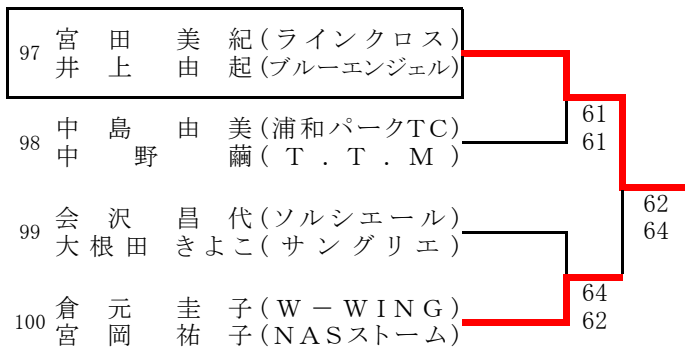 97 宮田 美紀(ラインクロス)
井上 由起(ブルーエンジェル)
61
61
98 中島 由美(浦和パークTC)
中野 繭(T.T.M)
62
64
99 会沢 昌代(ソルシエール)
大根田 きよこ(サングリエ)
64
62
100 倉元 圭子(W－WING)
宮岡 祐子(NASストーム)